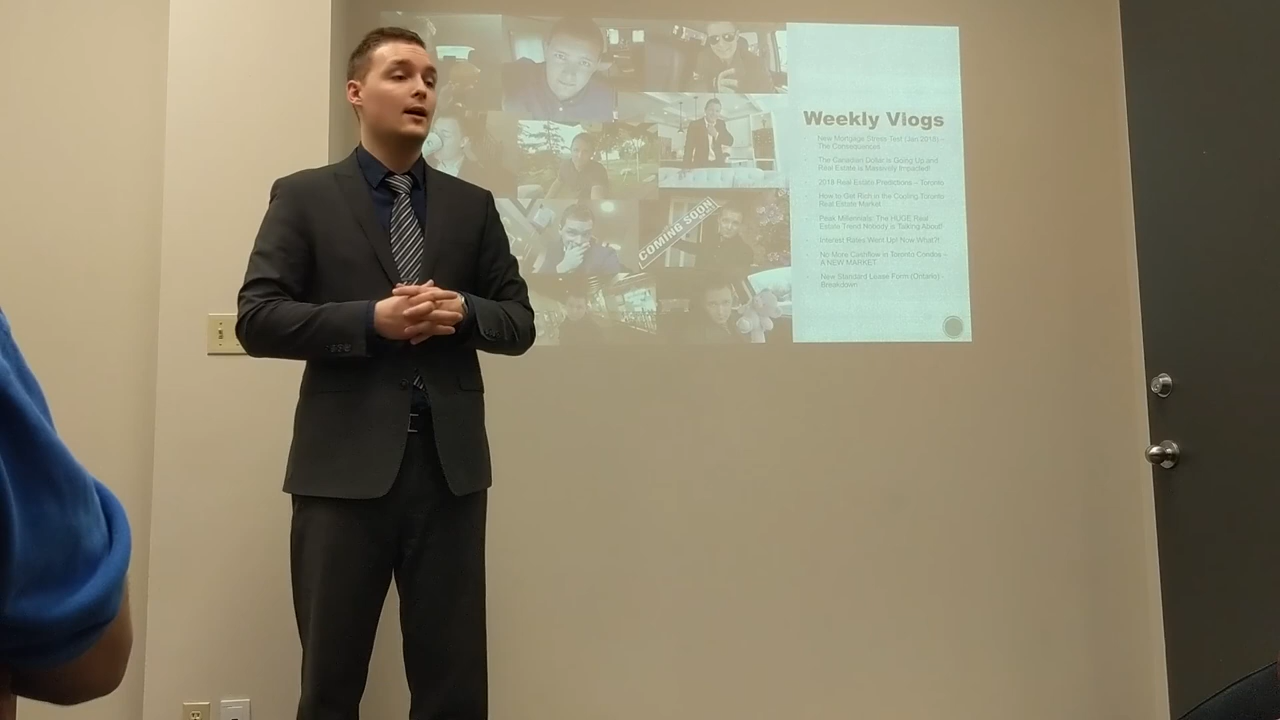 COMING SOON
Weekly Vlogs
New Mortgage Stress Test (Jan 2018) –
The Consequences
The Canadian Dollar is Going Up and
Real Estate is Massively Impacted!
2018 Real Estate Predictions – Toronto
How to Get Rich in the Cooling Toronto
Real Estate Market
Peak Millennials: The HUGE Real
Estate Trend Nobody is Talking About!
Interest Rates Went Up! Now What?!
No More Cashflow in Toronto Condos –
A NEW MARKET
New Standard Lease Form (Ontario) -
Breakdown